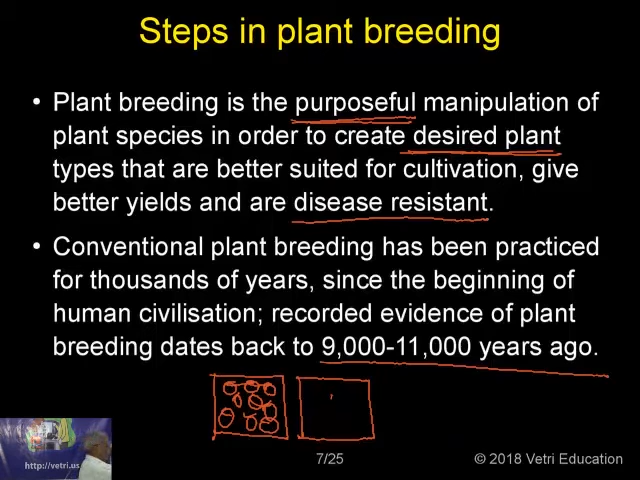 Steps in plant breeding
• Plant breeding is the purposeful manipulation of
plant species in order to create desired plant
types that are better suited for cultivation, give
better yields and are disease resistant.
• Conventional plant breeding has been practiced
for thousands of years, since the beginning of
human civilisation; recorded evidence of plant
breeding dates back to 9,000-11,000 years ago.
http://vetri.us
7/25
© 2018 Vetri Education